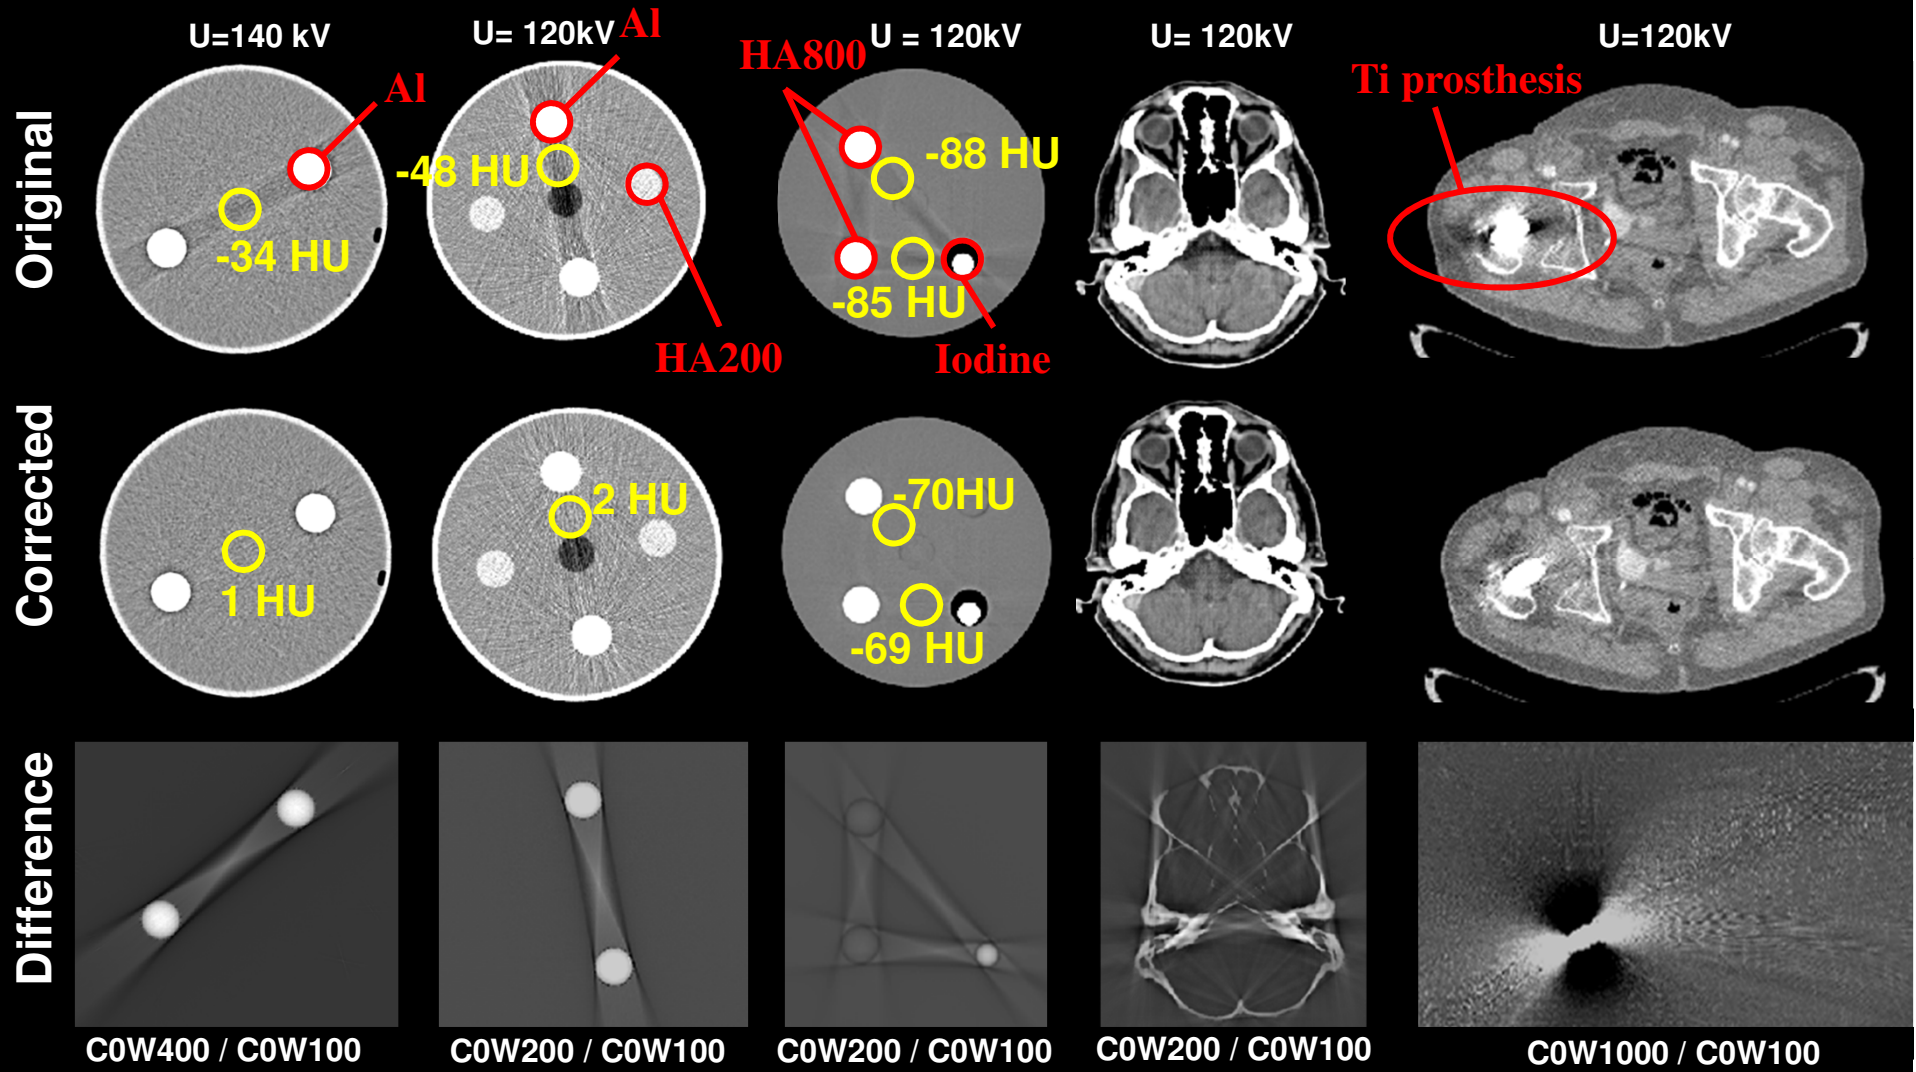 U=140 kV
U= 120kV
U = 120kV
U= 120kV
U=120kV
Original
Al
Al
HA800
Ti prosthesis
-34 HU
-48 HU
HA200
-88 HU
-85 HU
Iodine
Corrected
1 HU
2 HU
-70HU
-69 HU
Difference
C0W400 / C0W100
C0W200 / C0W100
C0W200 / C0W100
C0W200 / C0W100
C0W1000 / C0W100